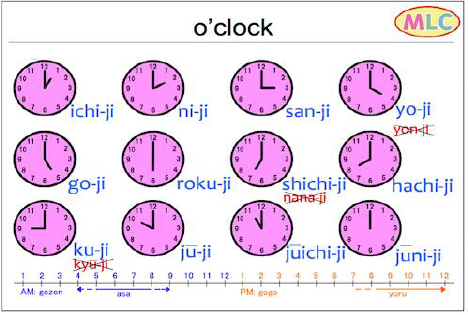 MLC
o'clock
ichi-ji ni-ji san-ji yo-ji
yon-ji
go-ji roku-ji shichi-ji hachi-ji
nana-ji
ku-ji jū-ji jūichi-ji jūni-ji
kyu-ji
1 2 3 4 5 6 7 8 9 10 11 12 1 2 3 4 5 6 7 8 9 10 11 12
AM: gozen asa PM: gogo yoru